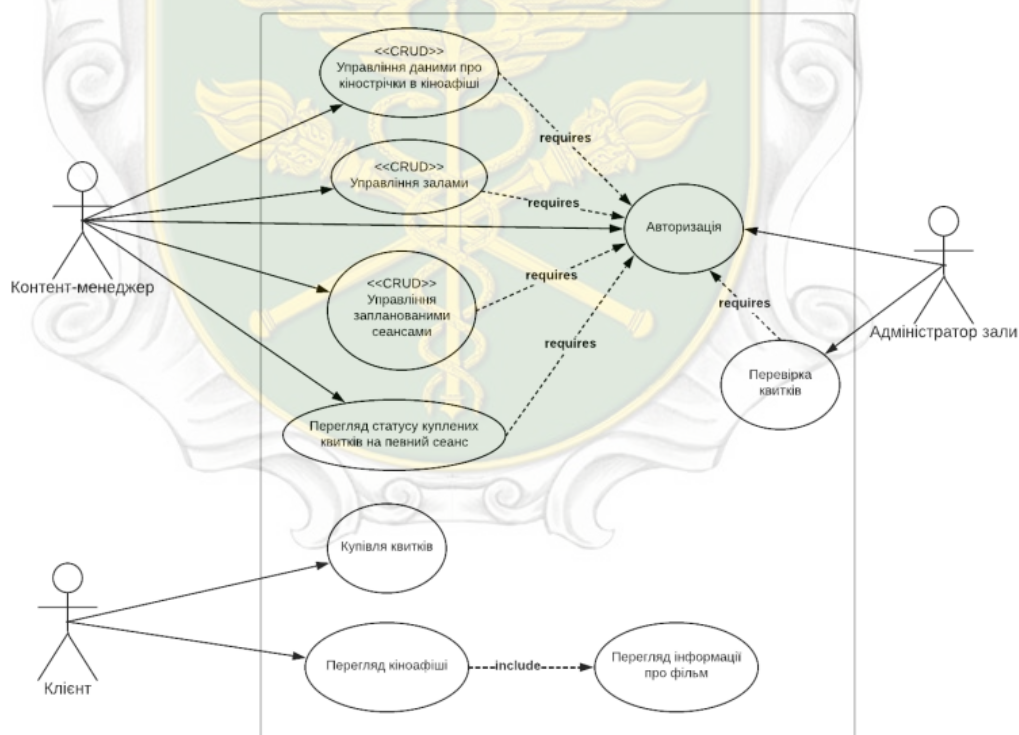 <<CRUD>>
Управління даними про
кінострічки в кіноафіші
requires
<<CRUD>>
Управління залами
requires
Авторизація
Контент-менеджер
<<CRUD>>
Управління
запланованими
сеансами
requires
requires
Адміністратор зали
requires
Перевірка
квитків
Перегляд статусу куплених
квитків на певний сеанс
Купівля квитків
Клієнт
Перегляд кіноафіші
include
Перегляд інформації
про фільм